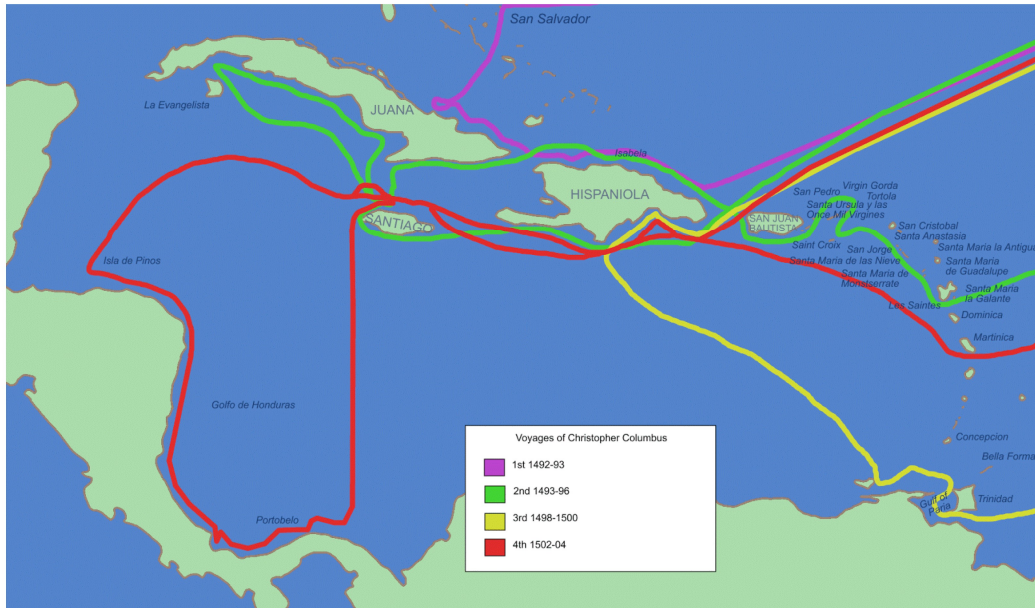 San Salvador
La Evangelista
JUANA
Isabela
HISPANIOLA
SANTIAGO
SAN JUAN
BAUTISTA
San Pedro
Virgin Gorda
Tortola
Santa Ursula y las
Once Mil Virgines
San Cristobal
Santa Anastasia
Saint Croix
San Jorge
Santa Maria la Antigua
Santa Maria de las Nieve
Santa Maria
de Guadalupe
Santa Maria de
Monstserrate
Santa Maria
la Galante
Les Saintes
Dominica
Martinica
Isla de Pinos
Golfo de Honduras
Portobelo
Concepcion
Bella Forma
Gulf of
Paria
Trinidad
Voyages of Christopher Columbus
1st 1492-93
2nd 1493-96
3rd 1498-1500
4th 1502-04